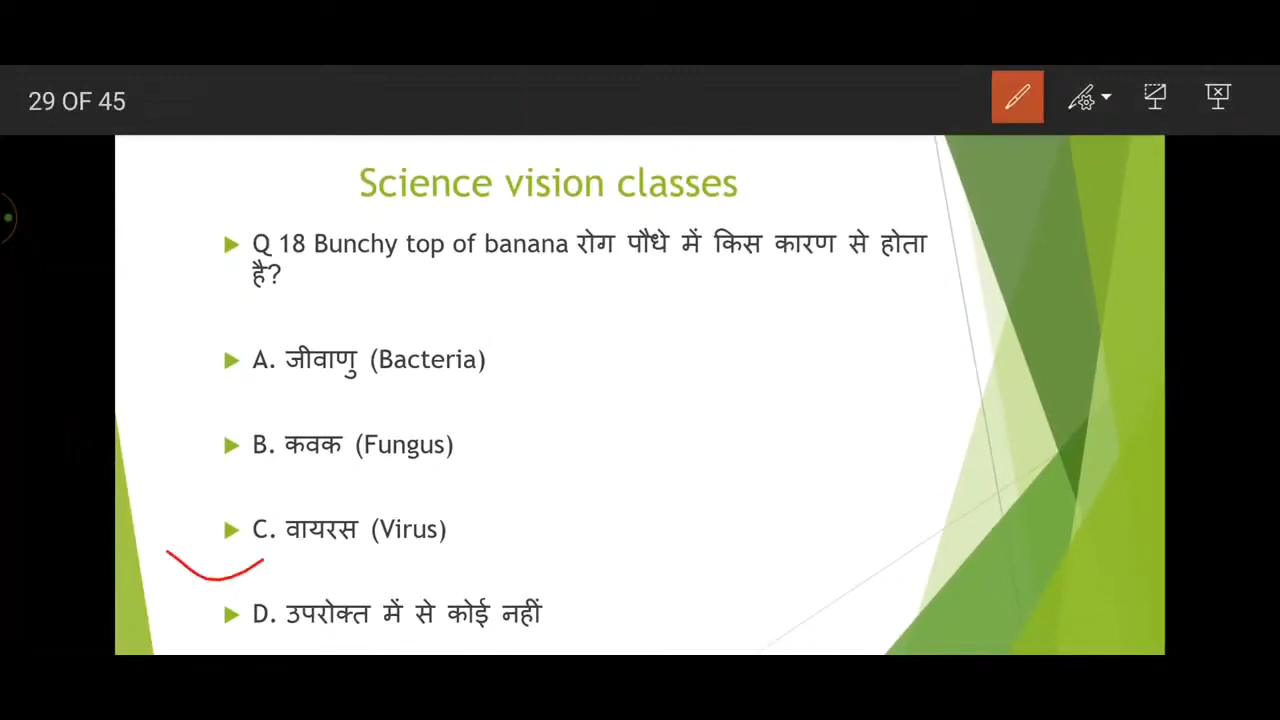 29 OF 45
Science vision classes
Q 18 Bunchy top of banana रोग पौधे में किस कारण से होता
है?
A. जीवाणु (Bacteria)
B. कवक (Fungus)
C. वायरस (Virus)
D. उपरोक्त में से कोई नहीं